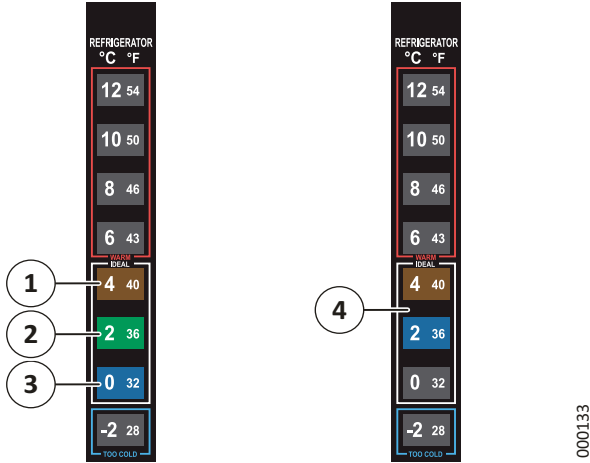 REFRIGERATOR
°C °F
12 54
10 50
8 46
6 43
WARM
IDEAL
4 40
2 36
0 32
-2 28
TOO COLD
1
2
3
REFRIGERATOR
°C °F
12 54
10 50
8 46
6 43
WARM
IDEAL
4 40
2 36
0 32
-2 28
TOO COLD
4
000133